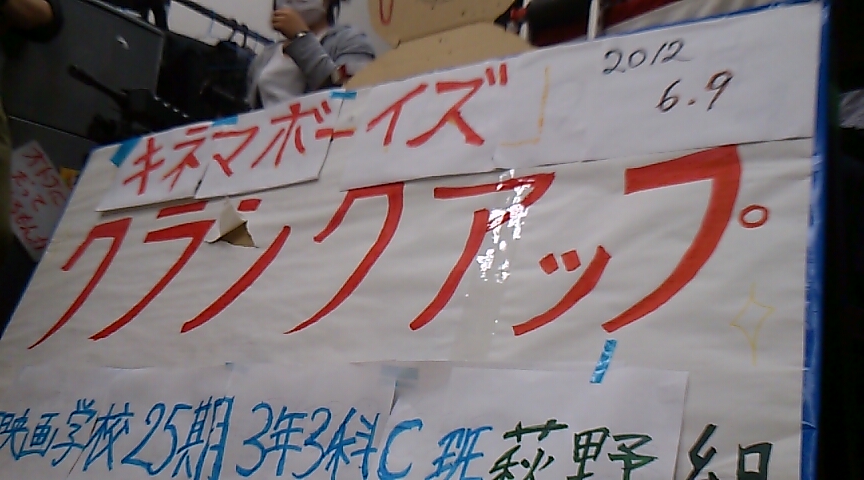 キネマボーイズ」
2012
6.9
クランクアップ
映画学校25期3年3科C班荻野組